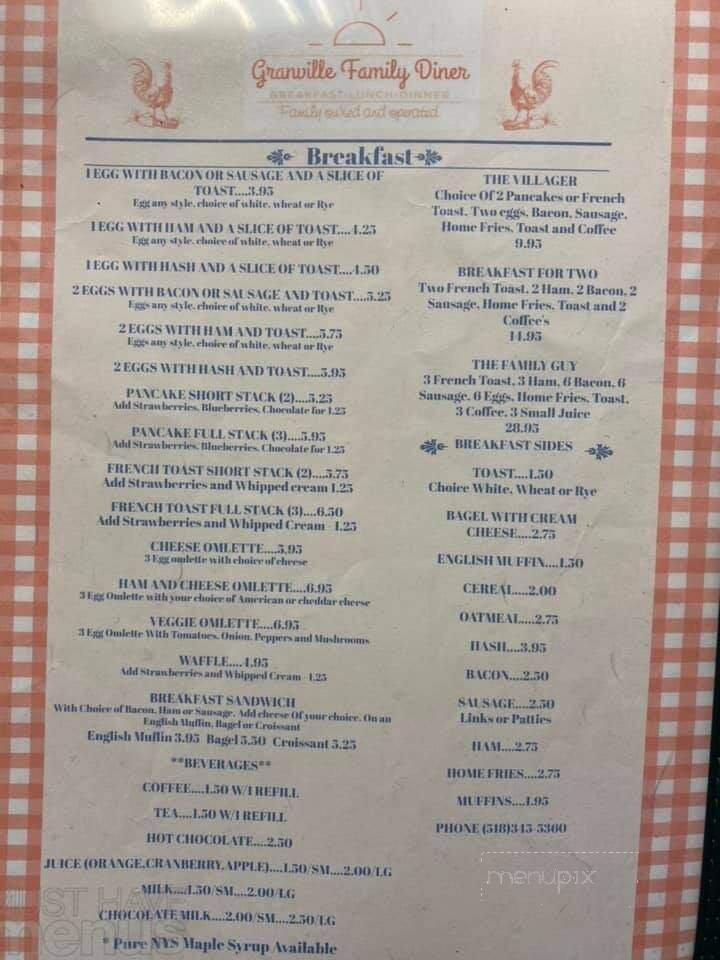 Granville Family Diner
BREAKFAST-LUNCH-DINNER
Family owned and operated
Breakfast
1 EGG WITH BACON OR SAUSAGE AND A SLICE OF
TOAST....3.95
Egg any style, choice of white, wheat or Rye
1 EGG WITH HAM AND A SLICE OF TOAST....4.25
Egg any style, choice of white, wheat or Rye
1 EGG WITH HASH AND A SLICE OF TOAST....4.50
2 EGGS WITH BACON OR SAUSAGE AND TOAST....5.25
Eggs any style, choice of white, wheat or Rye
2 EGGS WITH HAM AND TOAST....5.75
Eggs any style, choice of white, wheat or Rye
2 EGGS WITH HASH AND TOAST....5.95
PANCAKE SHORT STACK (2)....5.25
Add Strawberries, Blueberries, Chocolate for 1.25
PANCAKE FULL STACK (3)....5.95
Add Strawberries, Blueberries, Chocolate for 1.25
FRENCH TOAST SHORT STACK (2)....5.75
Add Strawberries and Whipped cream 1.25
FRENCH TOAST FULL STACK (3)....6.50
Add Strawberries and Whipped Cream - 1.25
CHEESE OMLETTE....5.95
3 Egg omlette with choice of cheese
HAM AND CHEESE OMLETTE....6.95
3 Egg Omlette with your choice of American or cheddar cheese
VEGGIE OMLETTE....6.95
3 Egg Omlette With Tomatoes, Onion, Peppers and Mushrooms
WAFFLE....4.95
Add Strawberries and Whipped Cream - 1.25
BREAKFAST SANDWICH
With Choice of Bacon, Ham or Sausage. Add cheese Of your choice. On an
English Muffin, Bagel or Croissant
English Muffin 3.95 Bagel 5.50 Croissant 5.25
**BEVERAGES**
COFFEE....1.50 W/1 REFILL
TEA....1.50 W/1 REFILL
HOT CHOCOLATE....2.50
JUICE (ORANGE,CRANBERRY,APPLE)....1.50/SM....2.00/LG
MILK....1.50/SM....2.00/LG
CHOCOLATE MILK....2.00/SM....2.50/LG
* Pure NYS Maple Syrup Available
THE VILLAGER
Choice Of 2 Pancakes or French
Toast, Two eggs, Bacon, Sausage,
Home Fries, Toast and Coffee
9.95
BREAKFAST FOR TWO
Two French Toast, 2 Ham, 2 Bacon, 2
Sausage, Home Fries, Toast and 2
Coffee's
14.95
THE FAMILY GUY
3 French Toast, 3 Ham, 6 Bacon, 6
Sausage, 6 Eggs, Home Fries, Toast,
3 Coffee, 3 Small Juice
28.95
BREAKFAST SIDES
TOAST....1.50
Choice White, Wheat or Rye
BAGEL WITH CREAM
CHEESE....2.75
ENGLISH MUFFIN....1.50
CEREAL.....2.00
OATMEAL....2.75
HASH....3.95
BACON....2.50
SAUSAGE....2.50
Links or Patties
HAM....2.75
HOME FRIES....2.75
MUFFINS....1.95
PHONE (518)345-5360
menupix
MUST HAVE
menus